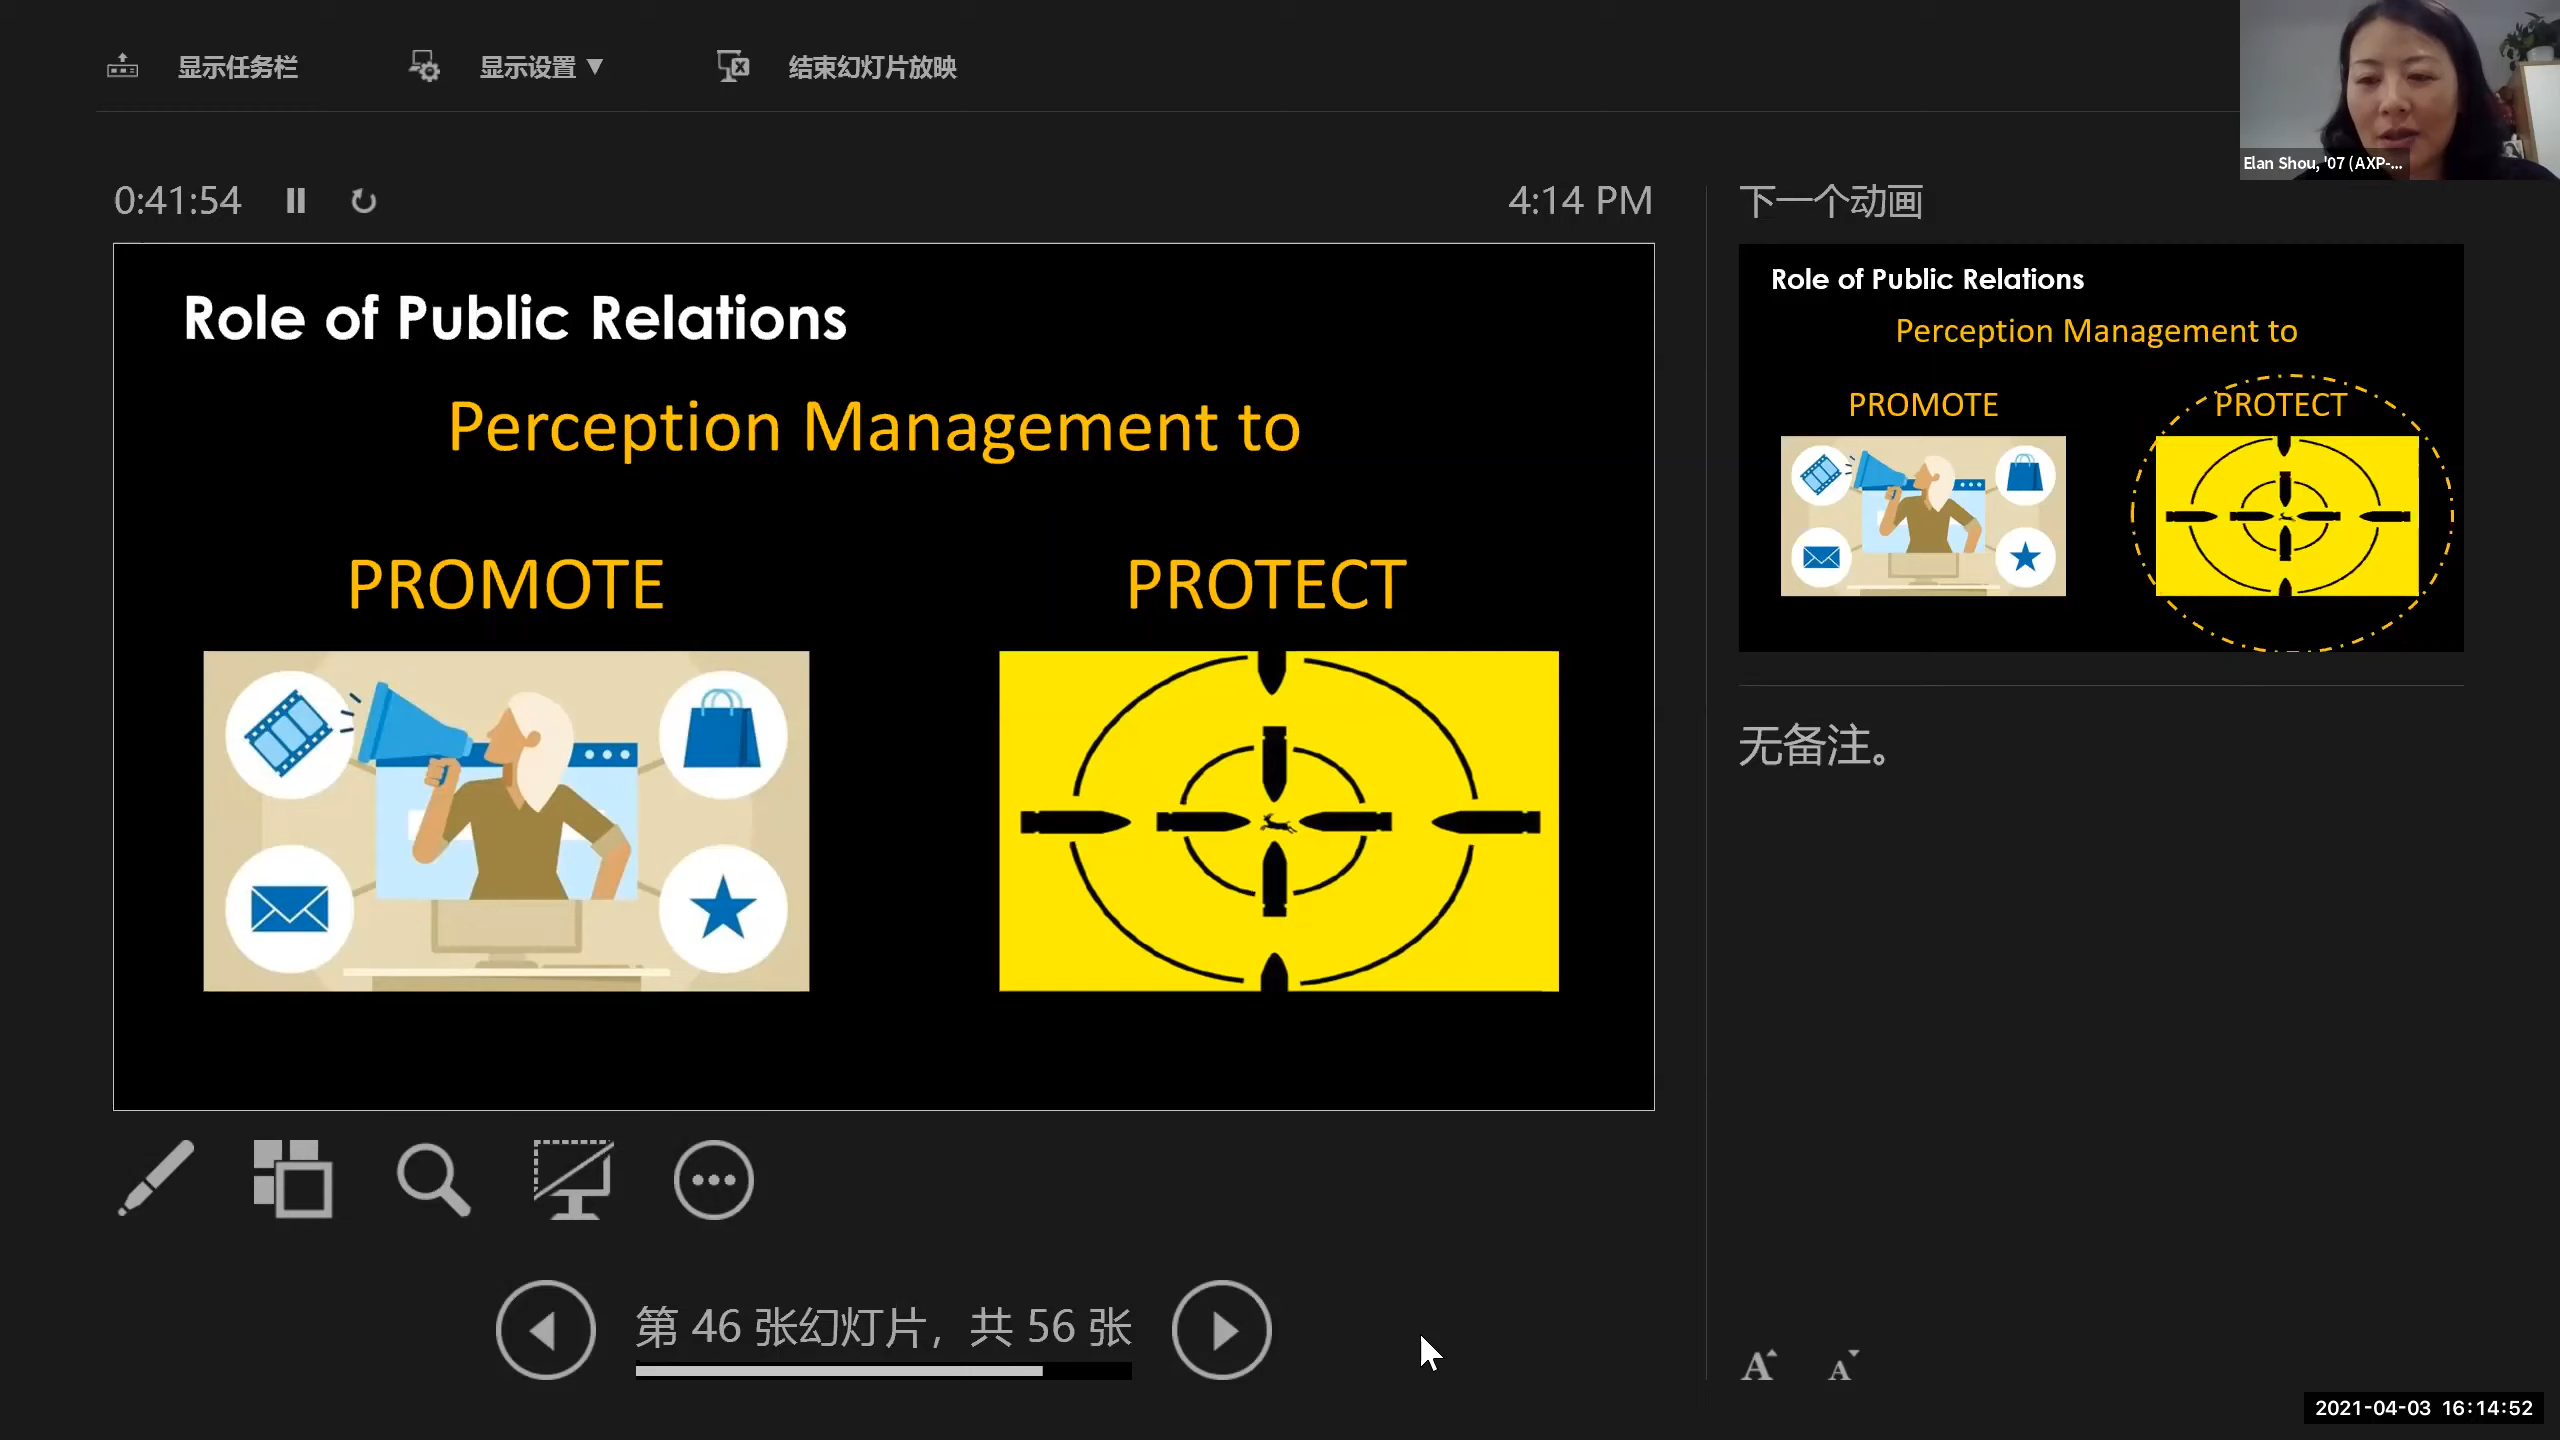 显示任务栏
显示设置 ▼
结束幻灯片放映
Elan Shou, '07 (AXP-...
0:41:54
4:14 PM
下一个动画
Role of Public Relations
Perception Management to
PROMOTE
PROTECT
Role of Public Relations
Perception Management to
PROMOTE
PROTECT
无备注。
第 46 张幻灯片，共 56 张
A A
2021-04-03 16:14:52